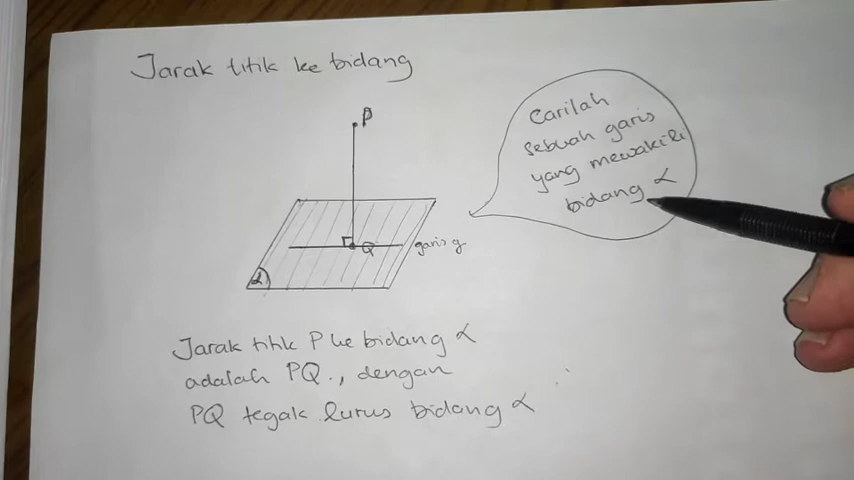 Jarak titik ke bidang
P
Carilah
sebuah garis
yang mewakili
bidang α
Q
garis g
α
Jarak titik P ke bidang α
adalah PQ., dengan
PQ tegak lurus bidang α